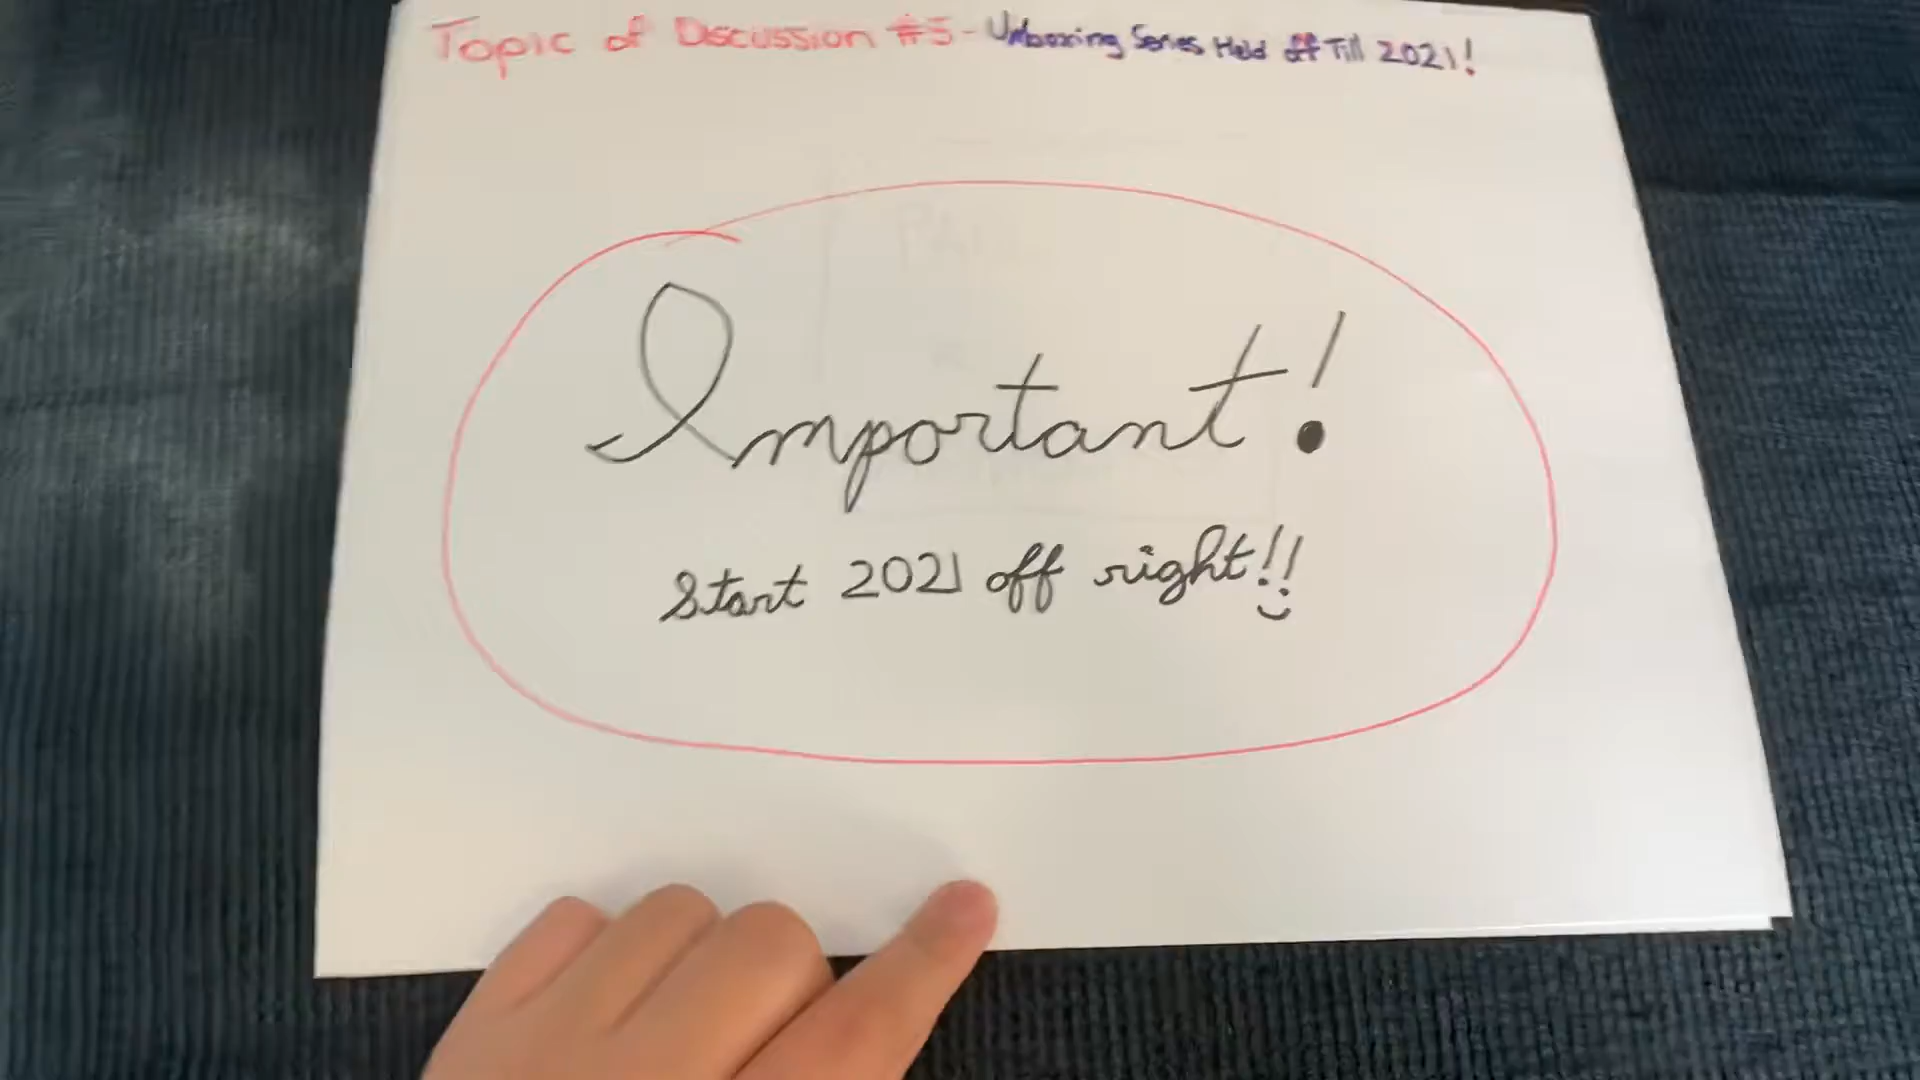 Topic of Discussion #5 - Unboxing Series Held off Till 2021!
Important!
Start 2021 off right!!